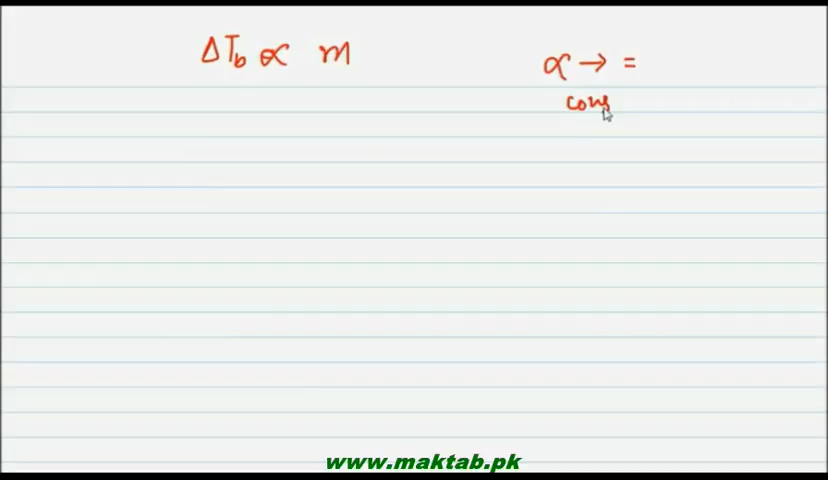 ΔTb ∝ m
∝ → =
cons
www.maktab.pk